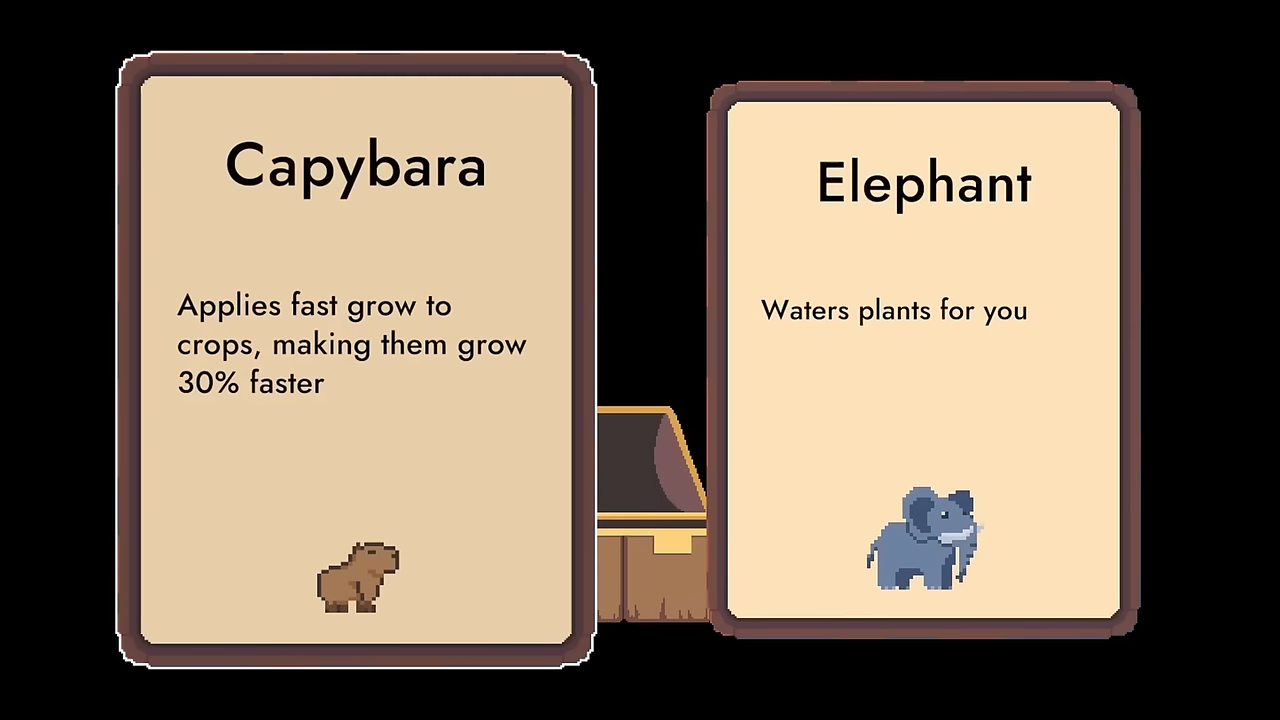 Capybara
Applies fast grow to
crops, making them grow
30% faster
Elephant
Waters plants for you